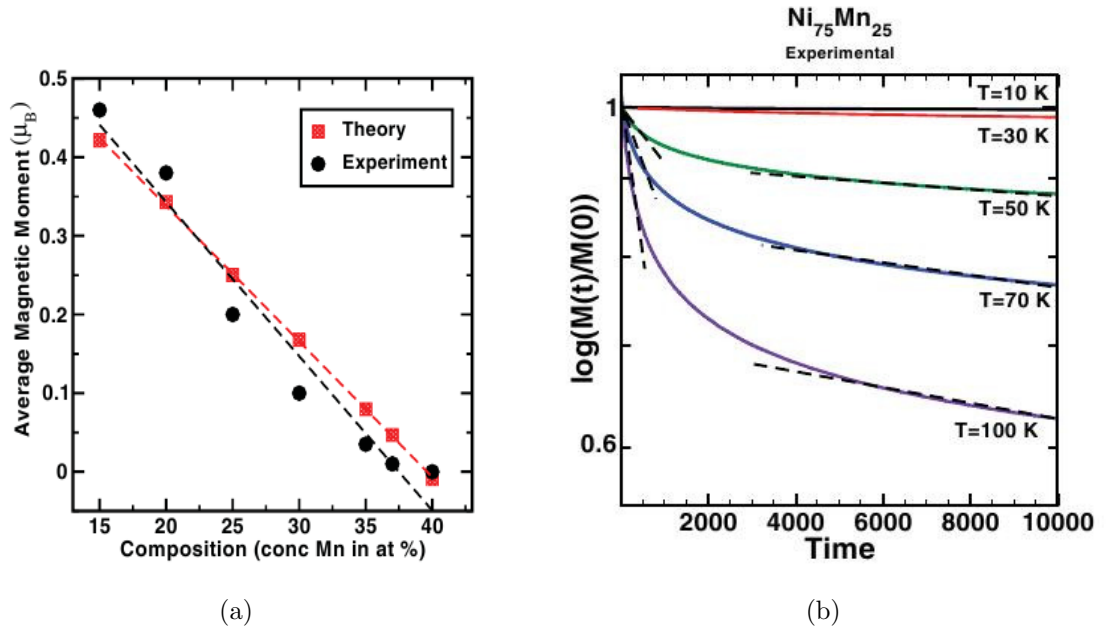 0.5
0.4
0.3
0.2
0.1
0
Average Magnetic Moment (μB)
Theory
Experiment
15 20 25 30 35 40
Composition (conc Mn in at %)
(a)
Ni75Mn25
Experimental
1
0.6
log(M(t)/M(0))
T=10 K
T=30 K
T=50 K
T=70 K
T=100 K
2000 4000 6000 8000 10000
Time
(b)